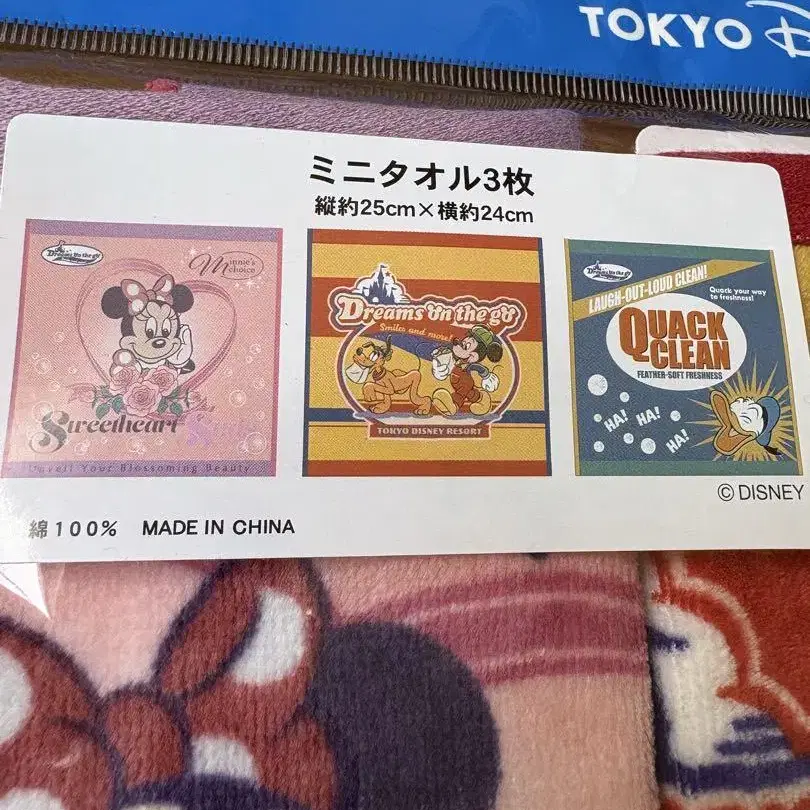 TOKYO D
ミニタオル3枚
縦約25cm×横約24cm
Dreams on the go
Minnie's choice
Sweetheart
Unveil Your Blossoming Beauty
Dreams on the go
Smiles and more!
TOKYO DISNEY RESORT
Dreams on the go
LAUGH-OUT-LOUD CLEAN!
Quack your way
to freshness!
QUACK
CLEAN
FEATHER-SOFT FRESHNESS
HA! HA! HA!
© DISNEY
綿100% MADE IN CHINA